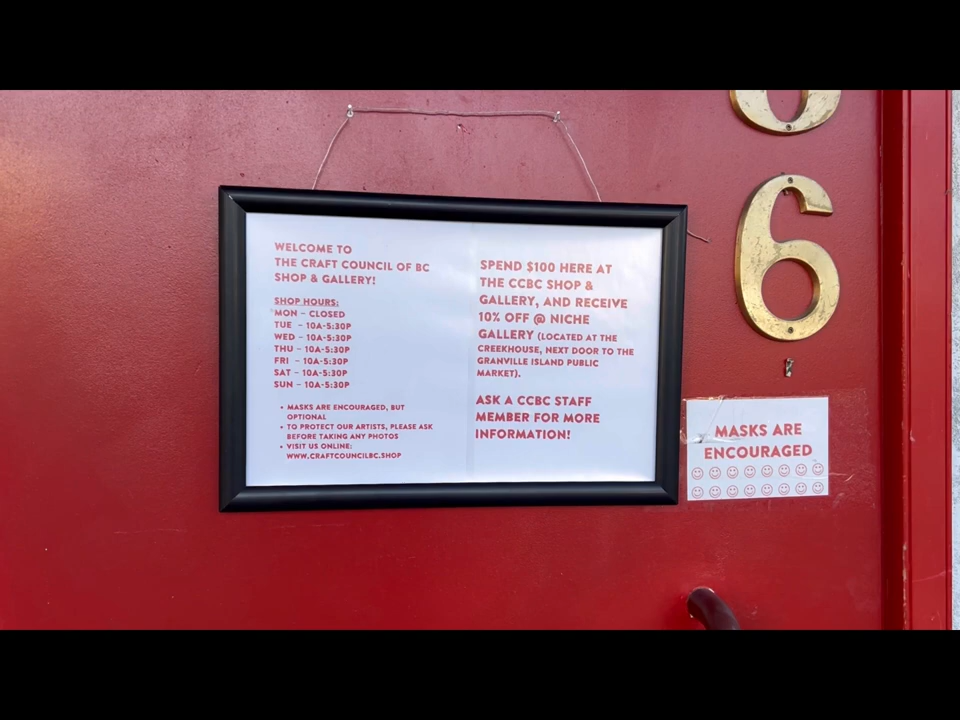 WELCOME TO
THE CRAFT COUNCIL OF BC
SHOP & GALLERY!
SHOP HOURS:
MON – CLOSED
TUE – 10A-5:30P
WED – 10A-5:30P
THU – 10A-5:30P
FRI – 10A-5:30P
SAT – 10A-5:30P
SUN – 10A-5:30P
• MASKS ARE ENCOURAGED, BUT
OPTIONAL
• TO PROTECT OUR ARTISTS, PLEASE ASK
BEFORE TAKING ANY PHOTOS
• VISIT US ONLINE:
WWW.CRAFTCOUNCILBC.SHOP
SPEND $100 HERE AT
THE CCBC SHOP &
GALLERY, AND RECEIVE
10% OFF @ NICHE
GALLERY (LOCATED AT THE
CREEKHOUSE, NEXT DOOR TO THE
GRANVILLE ISLAND PUBLIC
MARKET).
ASK A CCBC STAFF
MEMBER FOR MORE
INFORMATION!
6
MASKS ARE
ENCOURAGED